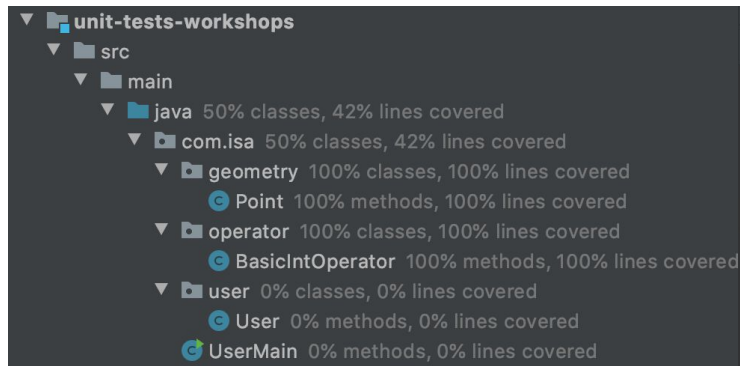 unit-tests-workshops
src
main
java 50% classes, 42% lines covered
com.isa 50% classes, 42% lines covered
geometry 100% classes, 100% lines covered
Point 100% methods, 100% lines covered
operator 100% classes, 100% lines covered
BasicIntOperator 100% methods, 100% lines covered
user 0% classes, 0% lines covered
User 0% methods, 0% lines covered
UserMain 0% methods, 0% lines covered